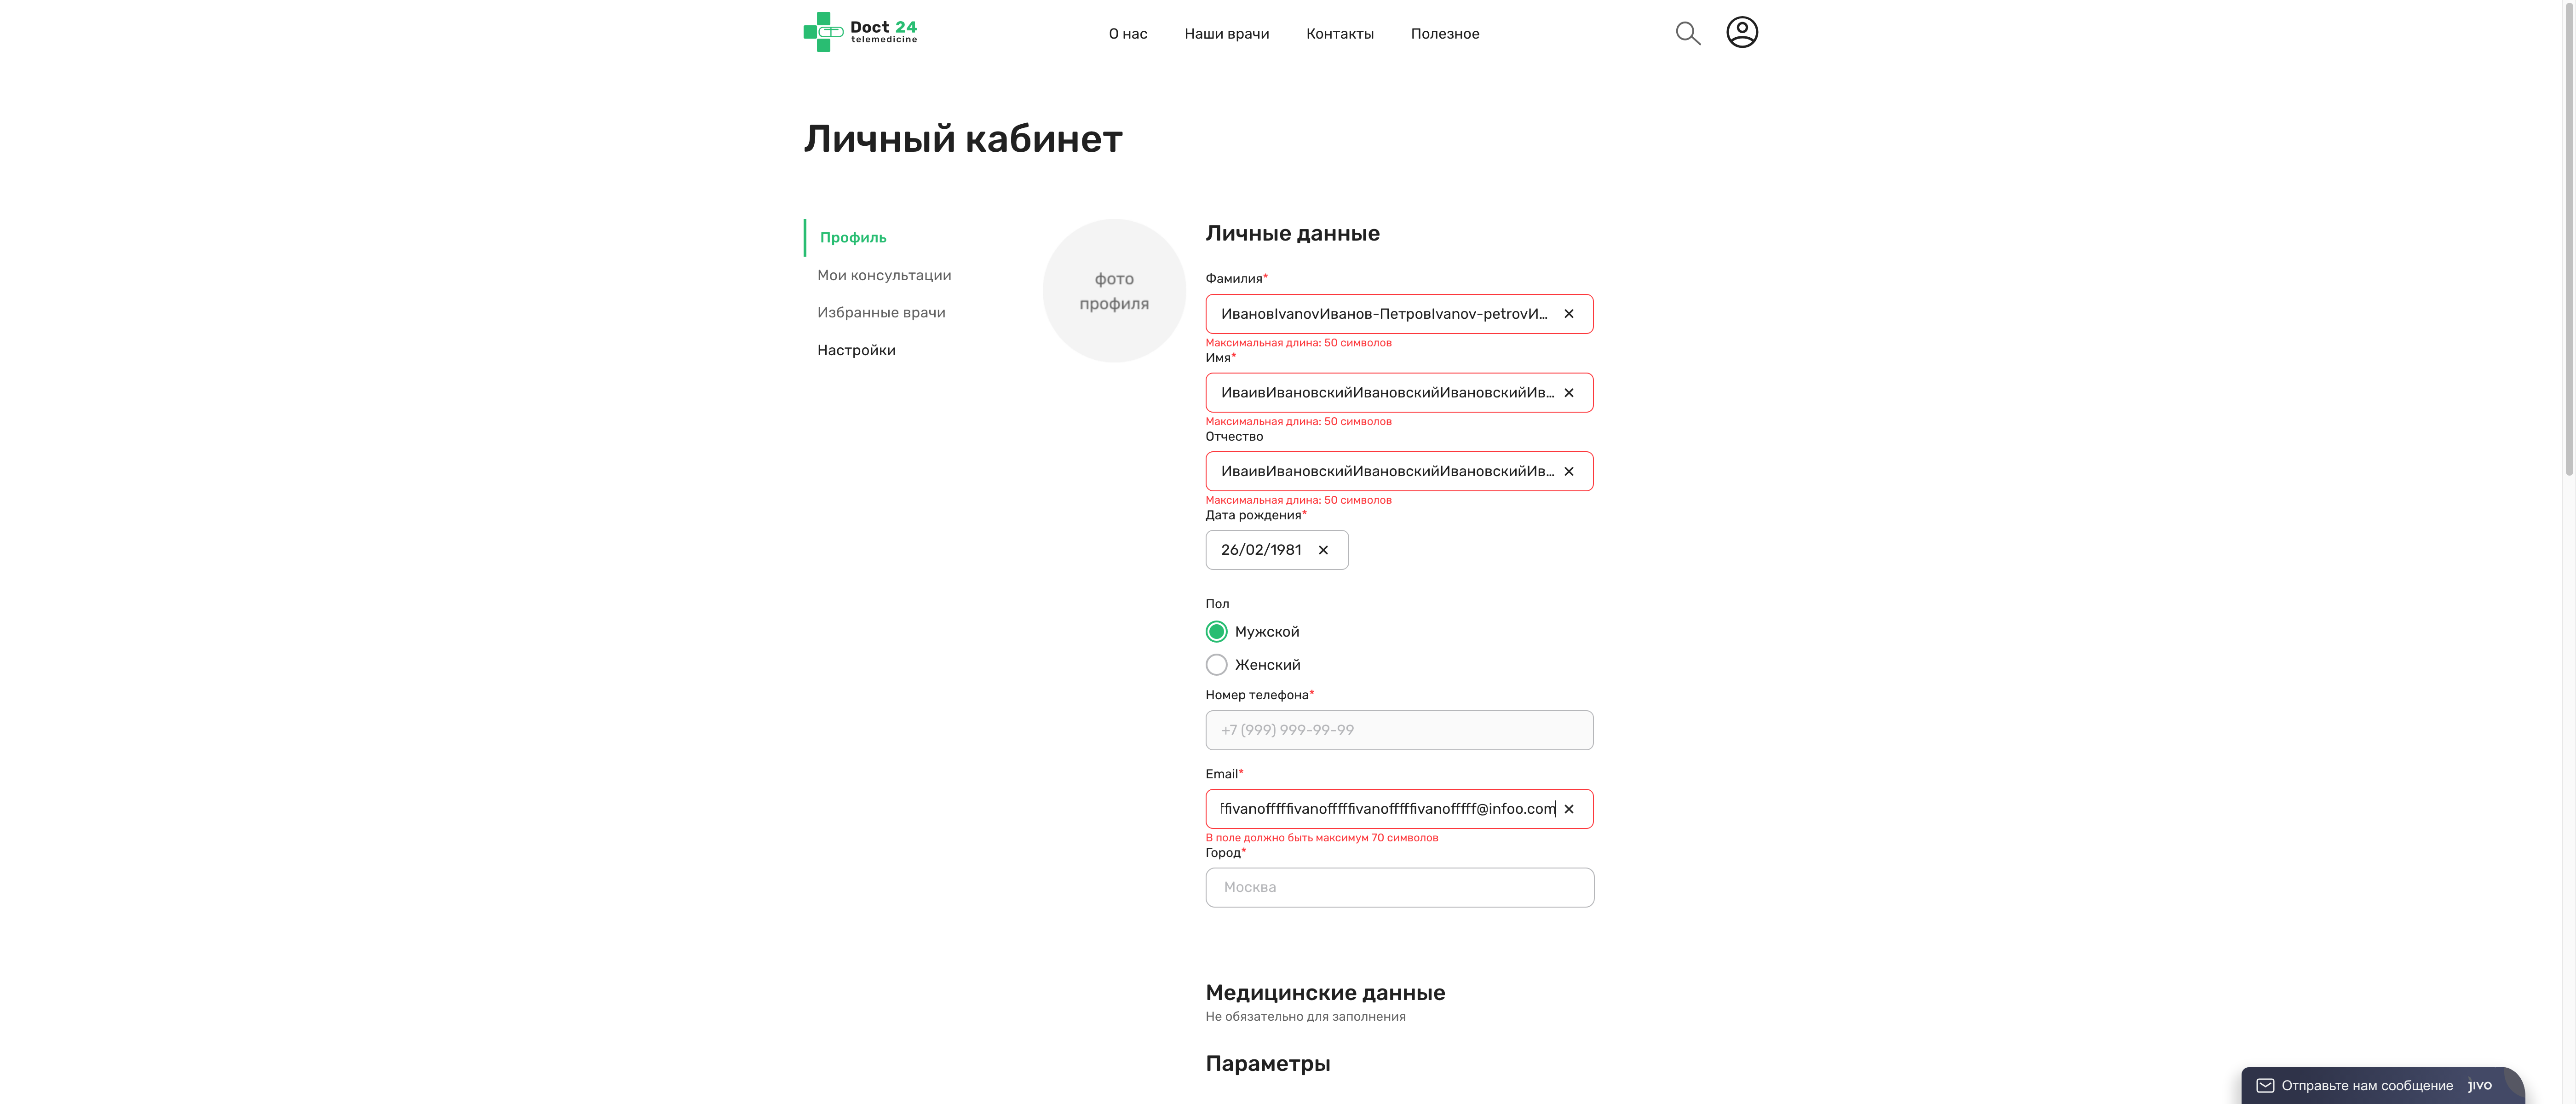 Doct 24
telemedicine
О нас
Наши врачи
Контакты
Полезное
Личный кабинет
Профиль
Мои консультации
Избранные врачи
Настройки
фото
профиля
Личные данные
Фамилия*
ИвановIvanovИванов-ПетровIvanov-petrovИ...
Максимальная длина: 50 символов
Имя*
ИваивИвановскийИвановскийИвановскийИв...
Максимальная длина: 50 символов
Отчество
ИваивИвановскийИвановскийИвановскийИв...
Максимальная длина: 50 символов
Дата рождения*
26/02/1981
Пол
Мужской
Женский
Номер телефона*
+7 (999) 999-99-99
Email*
ffivanofffffivanofffffivanofffffivanofffff@infoo.com
В поле должно быть максимум 70 символов
Город*
Москва
Медицинские данные
Не обязательно для заполнения
Параметры
Отправьте нам сообщение jivo